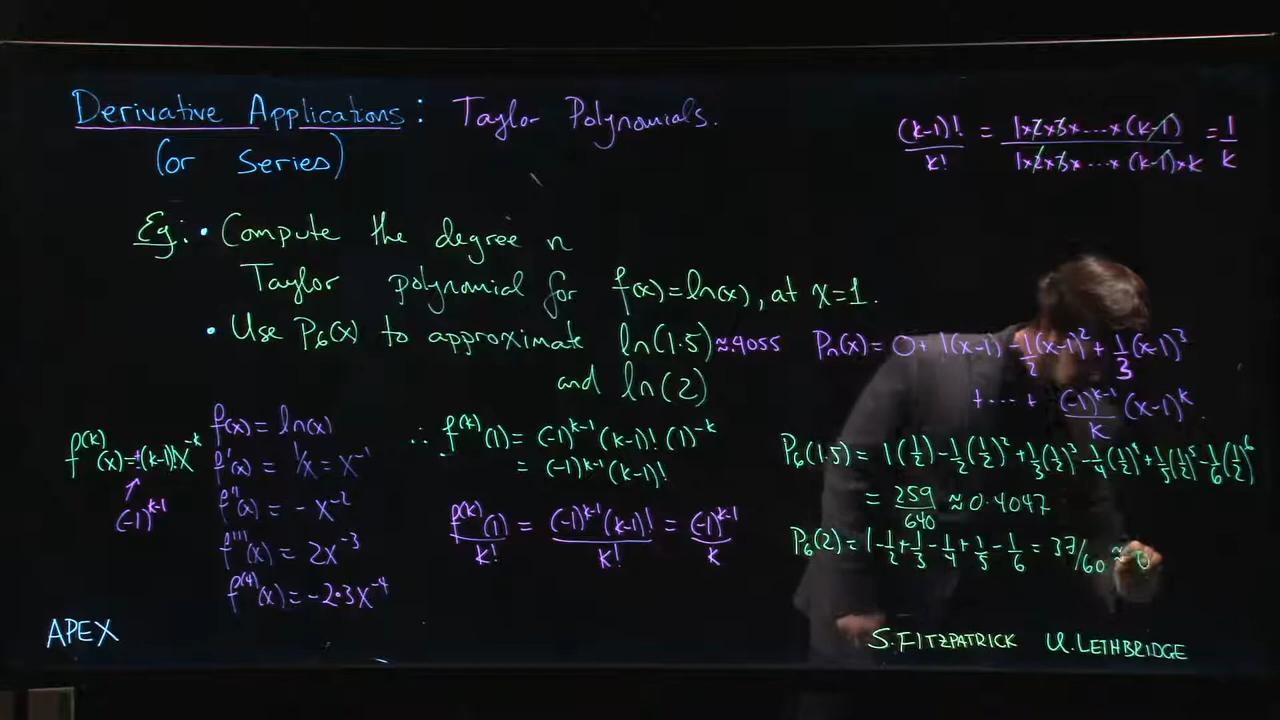 Derivative Applications: Taylor Polynomials.
(or Series)
(k-1)!/k! = 1×2×3×....×(k-1)/1×2×3×...×(k-1)×k = 1/k
Eg: • Compute the degree n
Taylor polynomial for f(x)=ln(x), at x=1.
• Use P₆(x) to approximate ln(1.5) ≈.4055
and ln(2)
Pₙ(x) = 0 + 1(x-1) - 1/2(x-1)² + 1/3(x-1)³
+ ... + (-1)^(k-1)/k (x-1)^k.
f^(k)(x)=±(k-1)!x^-k
↑
(-1)^(k-1)
f(x) = ln(x)
f'(x) = 1/x = x^-1
f''(x) = -x^-2
f'''(x) = 2x^-3
f^(4)(x) = -2·3x^-4
∴ f^(k)(1) = (-1)^(k-1) (k-1)! (1)^-k
= (-1)^(k-1) (k-1)!
f^(k)(1)/k! = (-1)^(k-1) (k-1)!/k! = (-1)^(k-1)/k
P₆(1.5) = 1(1/2) - 1/2(1/2)² + 1/3(1/2)³ - 1/4(1/2)⁴ + 1/5(1/2)⁵ - 1/6(1/2)⁶
= 259/640 ≈ 0.4047
P₆(2) = 1 - 1/2 + 1/3 - 1/4 + 1/5 - 1/6 = 37/60 ≈ 0
APEX
S. FITZPATRICK U. LETHBRIDGE